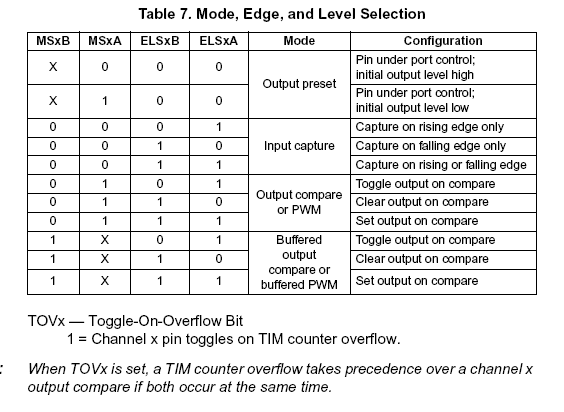 Table 7. Mode, Edge, and Level Selection
MSxB MSxA ELSxB ELSxA Mode Configuration
X 0 0 0 Output preset Pin under port control;
initial output level high
X 1 0 0 Pin under port control;
initial output level low
0 0 0 1 Input capture Capture on rising edge only
0 0 1 0 Capture on falling edge only
0 0 1 1 Capture on rising or falling edge
0 1 0 1 Output compare or PWM Toggle output on compare
0 1 1 0 Clear output on compare
0 1 1 1 Set output on compare
1 X 0 1 Buffered output compare or buffered PWM Toggle output on compare
1 X 1 0 Clear output on compare
1 X 1 1 Set output on compare
TOVx — Toggle-On-Overflow Bit
1 = Channel x pin toggles on TIM counter overflow.
: When TOVx is set, a TIM counter overflow takes precedence over a channel x
output compare if both occur at the same time.